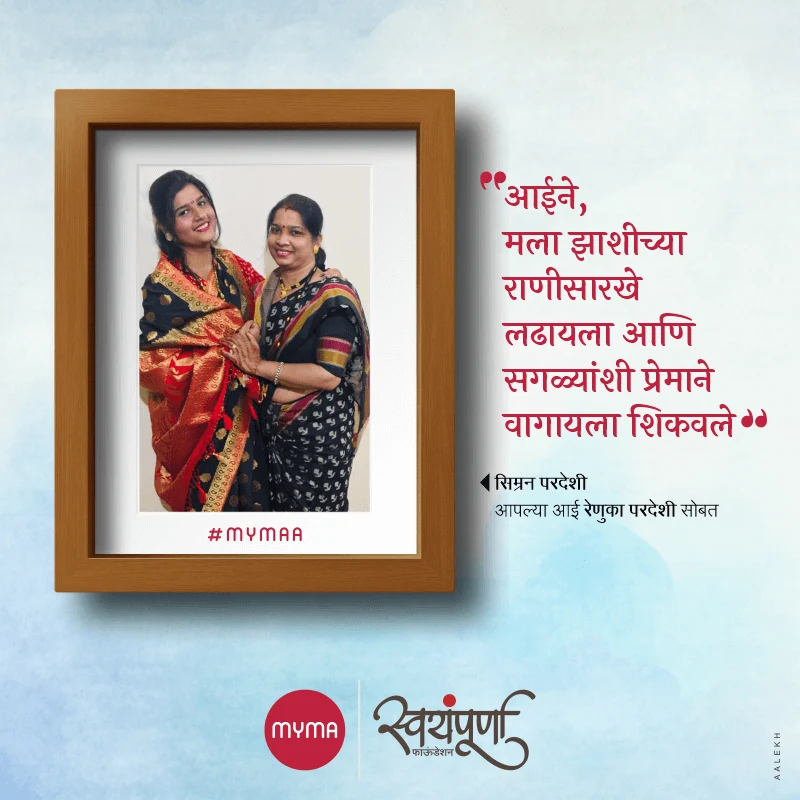 "आईने,
मला झाशीच्या
राणीसारखे
लढायला आणि
सगळ्यांशी प्रेमाने
वागायला शिकवले"
सिम्रन परदेशी
आपल्या आई रेणुका परदेशी सोबत
#MYMAA
MYMA
स्वयंपूर्णा
फाऊंडेशन
AALEKH